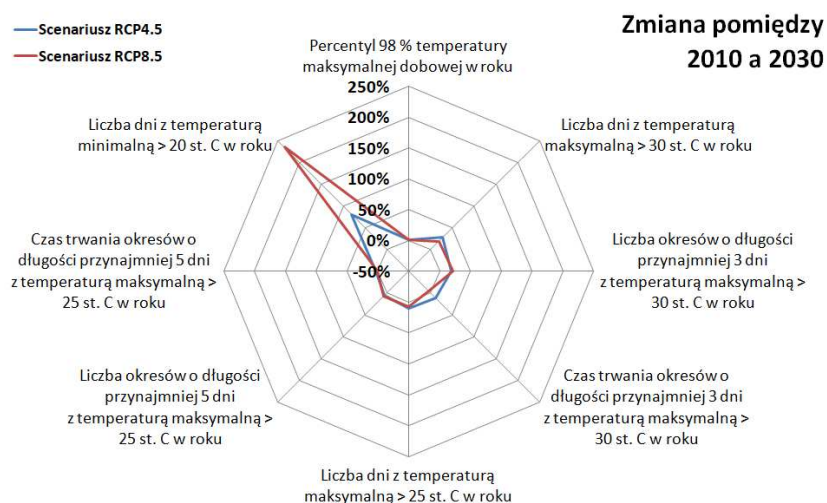 Scenariusz RCP4.5
Scenariusz RCP8.5
Zmiana pomiędzy
2010 a 2030
Percentyl 98 % temperatury
maksymalnej dobowej w roku
250%
200%
150%
100%
50%
0%
-50%
Liczba dni z temperaturą
maksymalną > 30 st. C w roku
Liczba okresów o długości
przynajmniej 3 dni
z temperaturą maksymalną >
30 st. C w roku
Czas trwania okresów o
długości przynajmniej 3 dni
z temperaturą maksymalną >
30 st. C w roku
Liczba dni z temperaturą
maksymalną > 25 st. C w roku
Liczba okresów o długości
przynajmniej 5 dni
z temperaturą maksymalną >
25 st. C w roku
Czas trwania okresów o
długości przynajmniej 5 dni
z temperaturą maksymalną >
25 st. C w roku
Liczba dni z temperaturą
minimalną > 20 st. C w roku